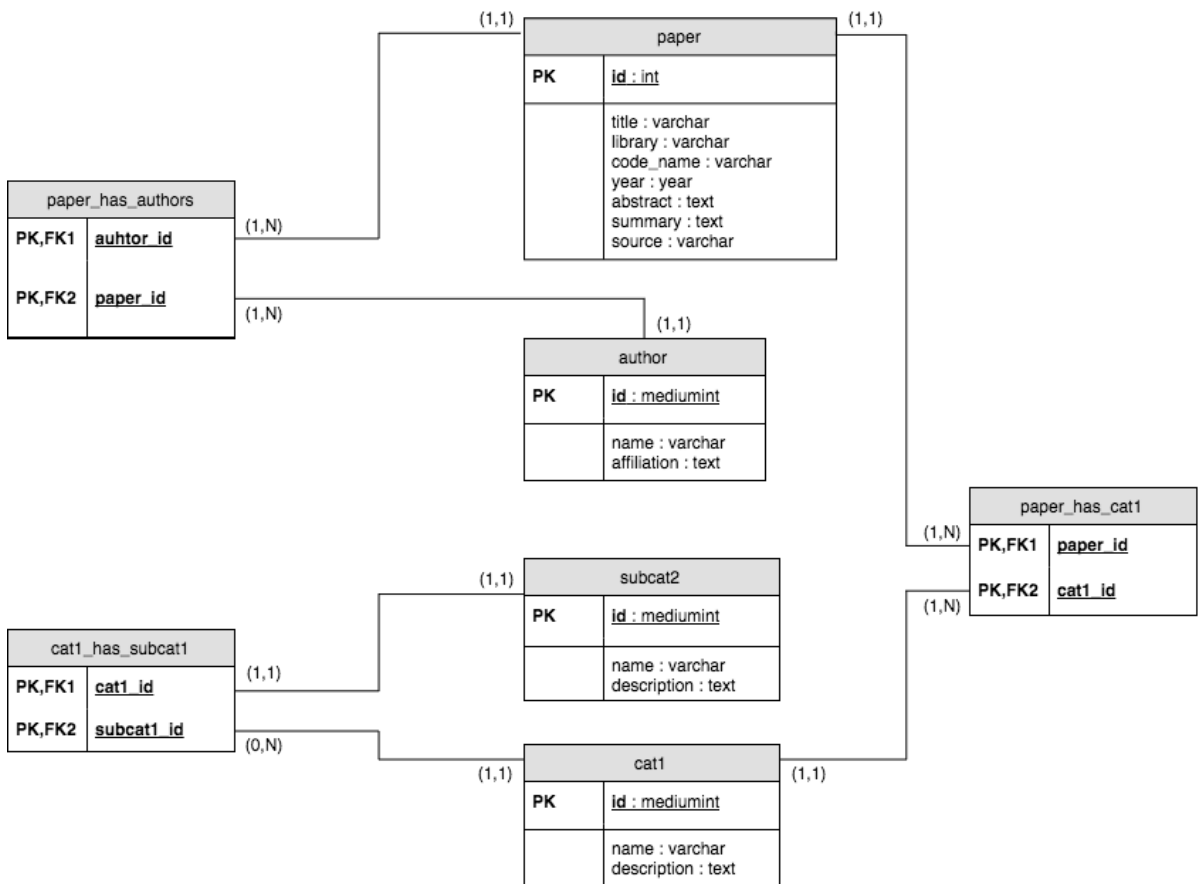 (1,1)
paper
(1,1)
PK
id : int
title : varchar
library : varchar
code_name : varchar
year : year
abstract : text
summary : text
source : varchar
paper_has_authors
PK,FK1
auhtor_id
(1,N)
PK,FK2
paper_id
(1,N)
(1,1)
author
PK
id : mediumint
name : varchar
affiliation : text
paper_has_cat1
(1,N)
PK,FK1
paper_id
PK,FK2
cat1_id
(1,N)
(1,1)
subcat2
PK
id : mediumint
name : varchar
description : text
cat1_has_subcat1
PK,FK1
cat1_id
(1,1)
PK,FK2
subcat1_id
(0,N)
(1,1)
cat1
(1,1)
PK
id : mediumint
name : varchar
description : text